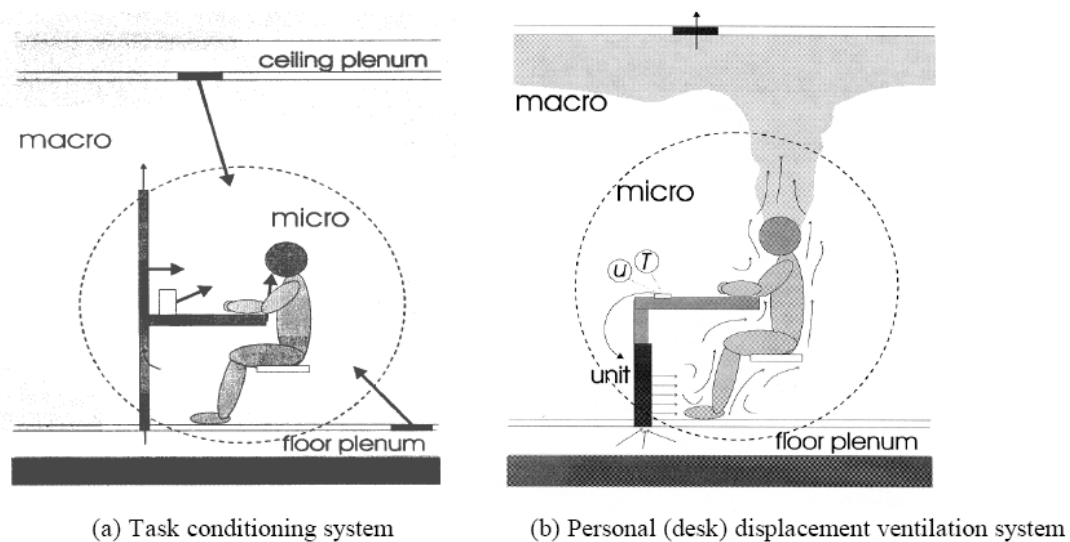 ceiling plenum
macro
micro
floor plenum
(a) Task conditioning system
macro
micro
u
T
unit
floor plenum
(b) Personal (desk) displacement ventilation system